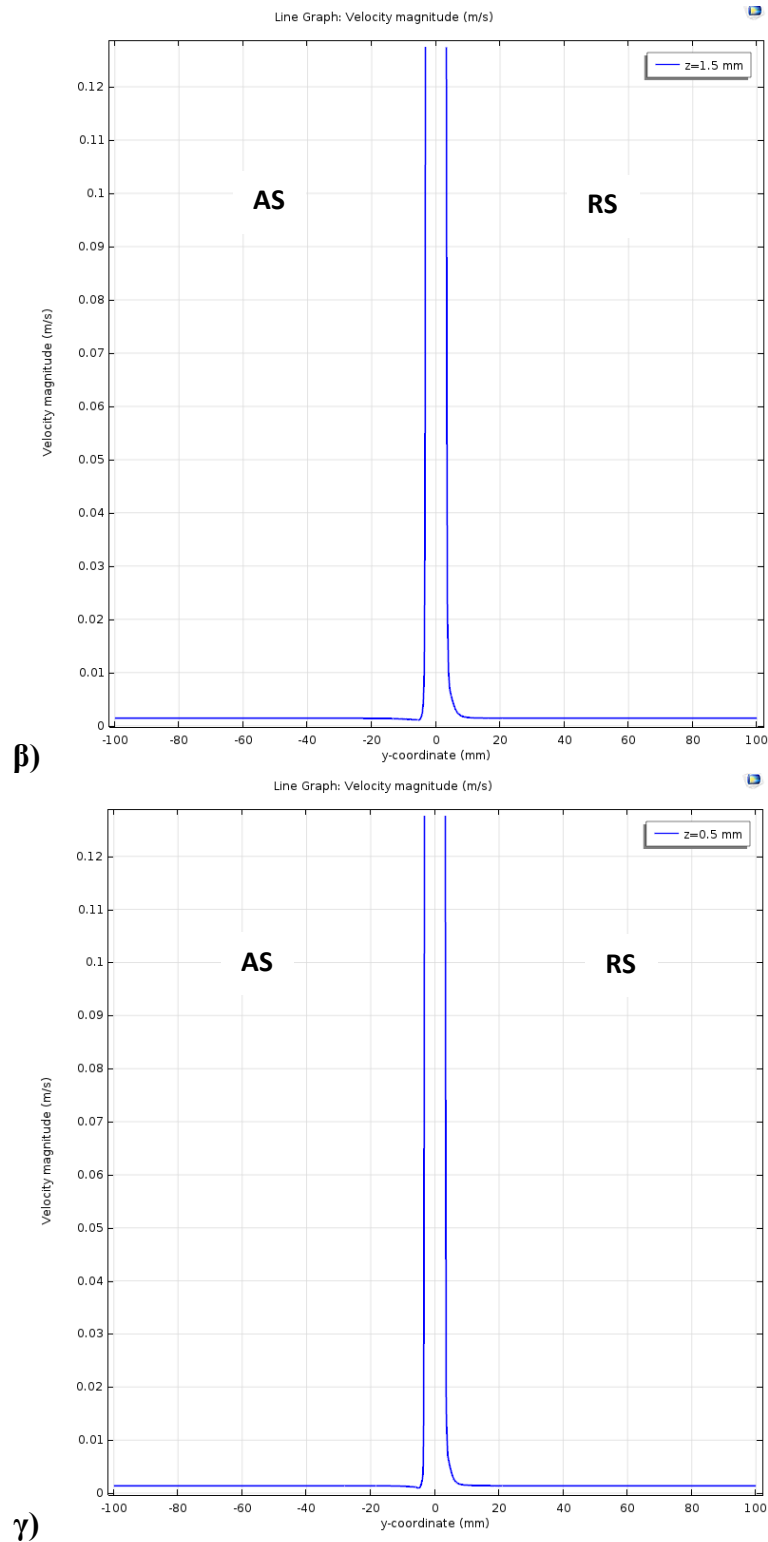 Line Graph: Velocity magnitude (m/s)
z=1.5 mm
0.12
0.11
0.1
AS
RS
0.09
0.08
0.07
Velocity magnitude (m/s)
0.06
0.05
0.04
0.03
0.02
0.01
0
-100 -80 -60 -40 -20 0 20 40 60 80 100
y-coordinate (mm)
β)
Line Graph: Velocity magnitude (m/s)
z=0.5 mm
0.12
0.11
0.1
AS
RS
0.09
0.08
0.07
Velocity magnitude (m/s)
0.06
0.05
0.04
0.03
0.02
0.01
0
-100 -80 -60 -40 -20 0 20 40 60 80 100
y-coordinate (mm)
γ)